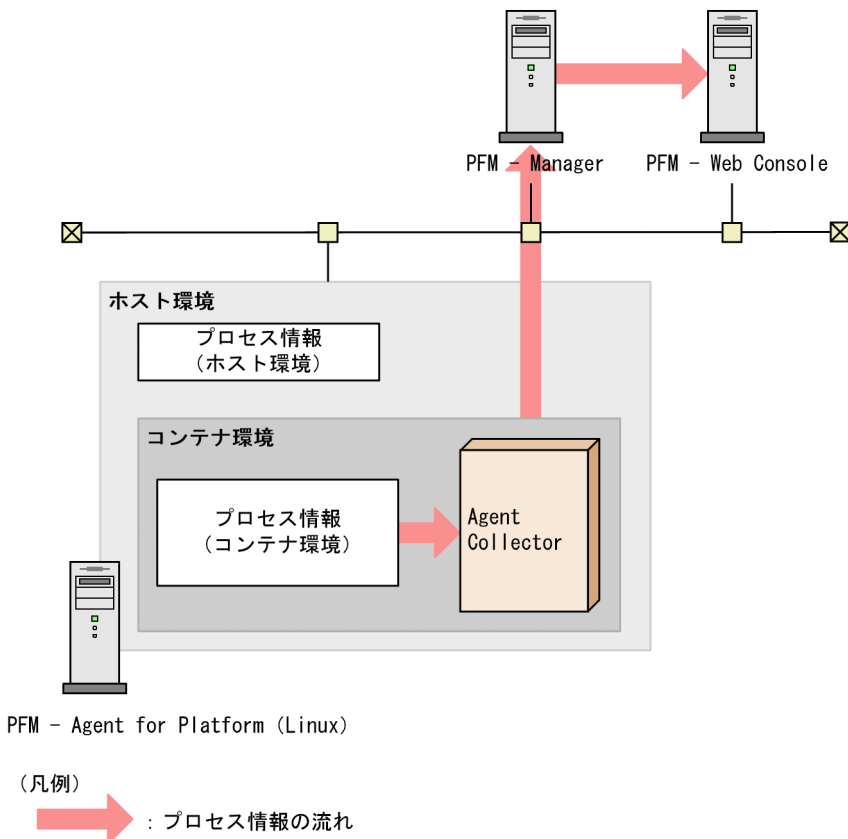 PFM - Manager
PFM - Web Console
ホスト環境
プロセス情報
(ホスト環境)
コンテナ環境
プロセス情報
(コンテナ環境)
Agent
Collector
PFM - Agent for Platform (Linux)
(凡例)
: プロセス情報の流れ